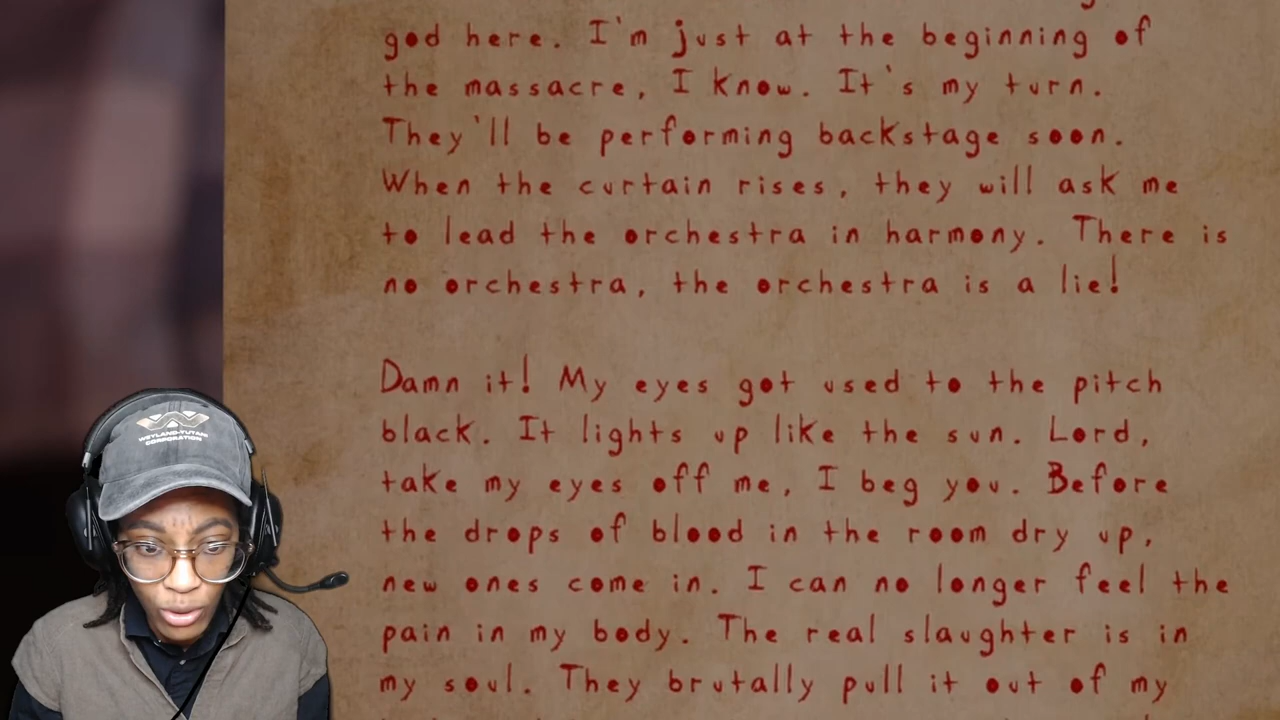 god here. I'm just at the beginning of
the massacre, I know. It's my turn.
They'll be performing backstage soon.
When the curtain rises, they will ask me
to lead the orchestra in harmony. There is
no orchestra, the orchestra is a lie!
Damn it! My eyes got used to the pitch
black. It lights up like the sun. Lord,
take my eyes off me, I beg you. Before
the drops of blood in the room dry up,
new ones come in. I can no longer feel the
pain in my body. The real slaughter is in
my soul. They brutally pull it out of my
WEYLAND-YUTANI
CORPORATION